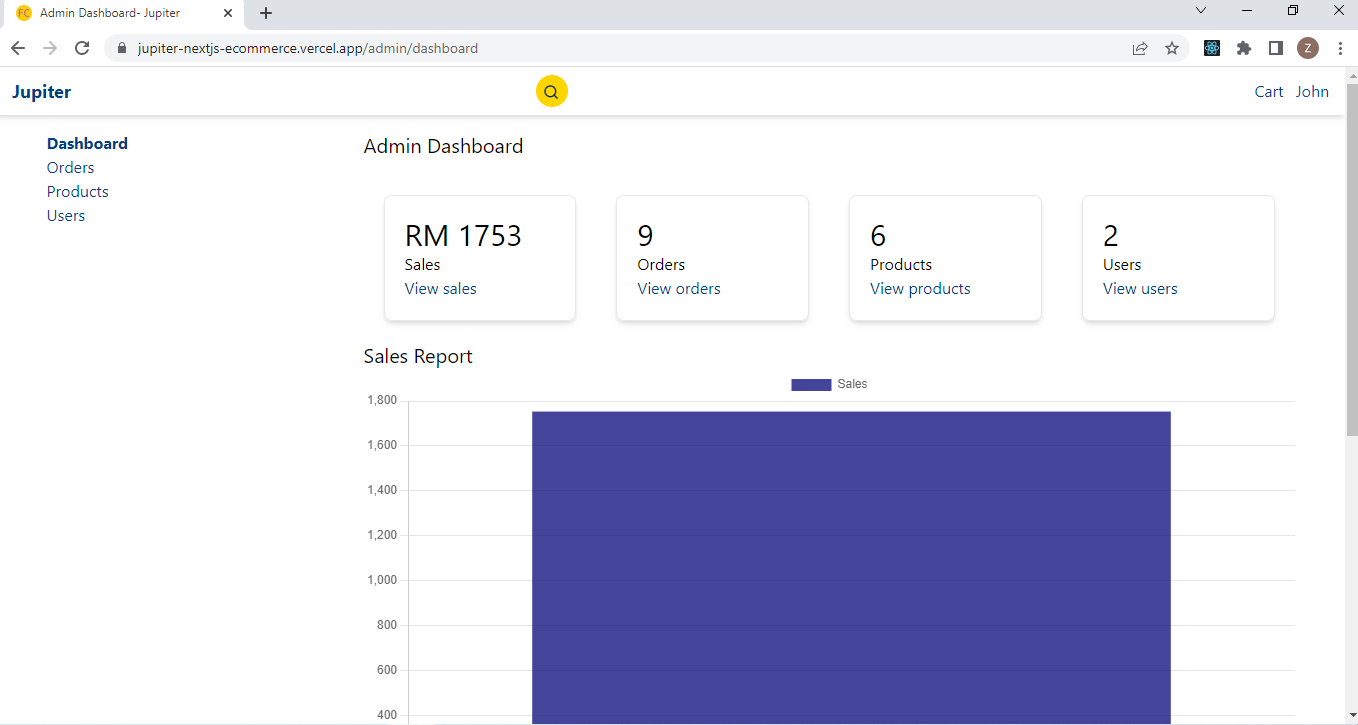 FC Admin Dashboard- Jupiter
jupiter-nextjs-ecommerce.vercel.app/admin/dashboard
Z
Jupiter
Cart John
Dashboard
Orders
Products
Users
Admin Dashboard
RM 1753
Sales
View sales
9
Orders
View orders
6
Products
View products
2
Users
View users
Sales Report
Sales
1,800
1,600
1,400
1,200
1,000
800
600
400